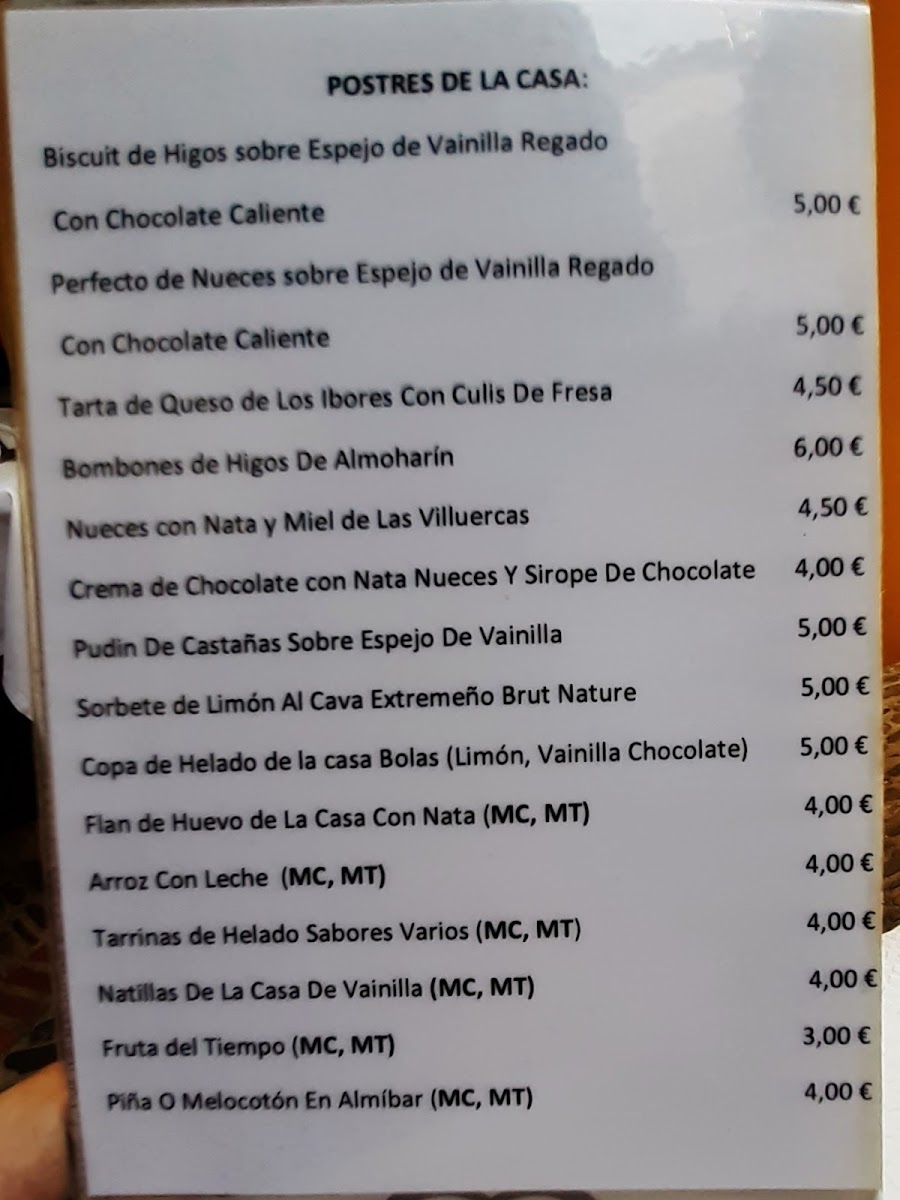 POSTRES DE LA CASA:
Biscuit de Higos sobre Espejo de Vainilla Regado
Con Chocolate Caliente 5,00 €
Perfecto de Nueces sobre Espejo de Vainilla Regado
Con Chocolate Caliente 5,00 €
Tarta de Queso de Los Ibores Con Culis De Fresa 4,50 €
Bombones de Higos De Almoharín 6,00 €
Nueces con Nata y Miel de Las Villuercas 4,50 €
Crema de Chocolate con Nata Nueces Y Sirope De Chocolate 4,00 €
Pudin De Castañas Sobre Espejo De Vainilla 5,00 €
Sorbete de Limón Al Cava Extremeño Brut Nature 5,00 €
Copa de Helado de la casa Bolas (Limón, Vainilla Chocolate) 5,00 €
Flan de Huevo de La Casa Con Nata (MC, MT) 4,00 €
Arroz Con Leche (MC, MT) 4,00 €
Tarrinas de Helado Sabores Varios (MC, MT) 4,00 €
Natillas De La Casa De Vainilla (MC, MT) 4,00 €
Fruta del Tiempo (MC, MT) 3,00 €
Piña O Melocotón En Almíbar (MC, MT) 4,00 €